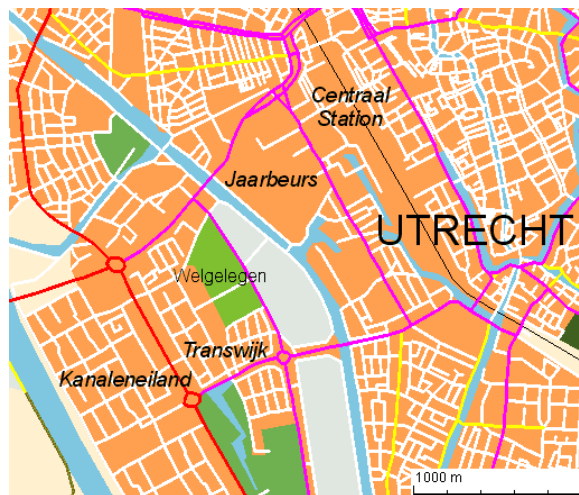 Centraal
Station
Jaarbeurs
UTRECHT
Welgelegen
Transwijk
Kanaleneiland
1000 m